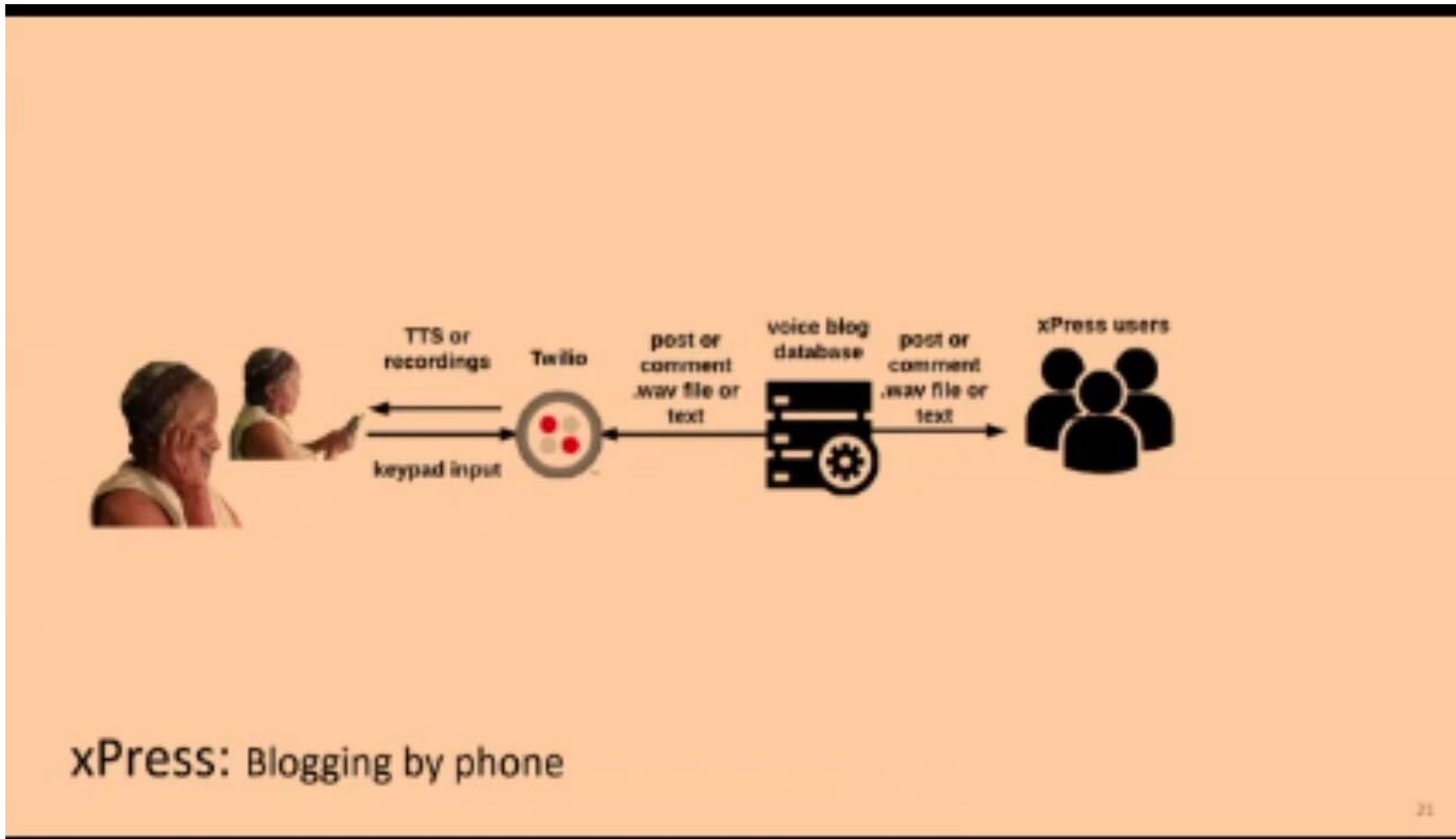 TTS or
recordings
keypad input
Twilio
post or
comment
.wav file or
text
voice blog
database
post or
comment
.wav file or
text
xPress users
xPress: Blogging by phone
21